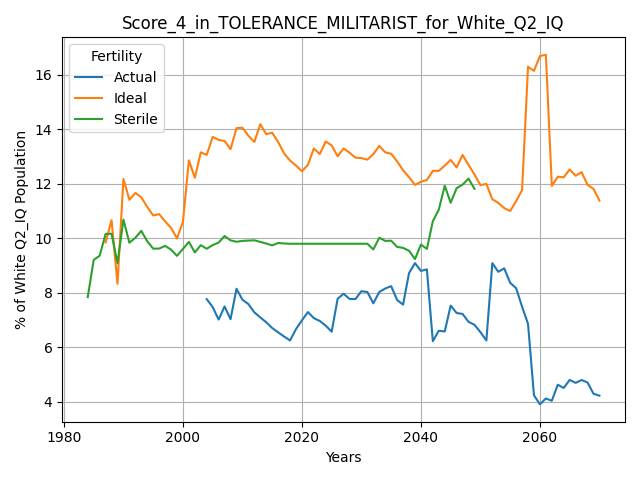 Score_4_in_TOLERANCE_MILITARIST_for_White_Q2_IQ
Fertility
Actual
Ideal
Sterile
% of White Q2_IQ Population
16
14
12
10
8
6
4
1980
2000
2020
2040
2060
Years